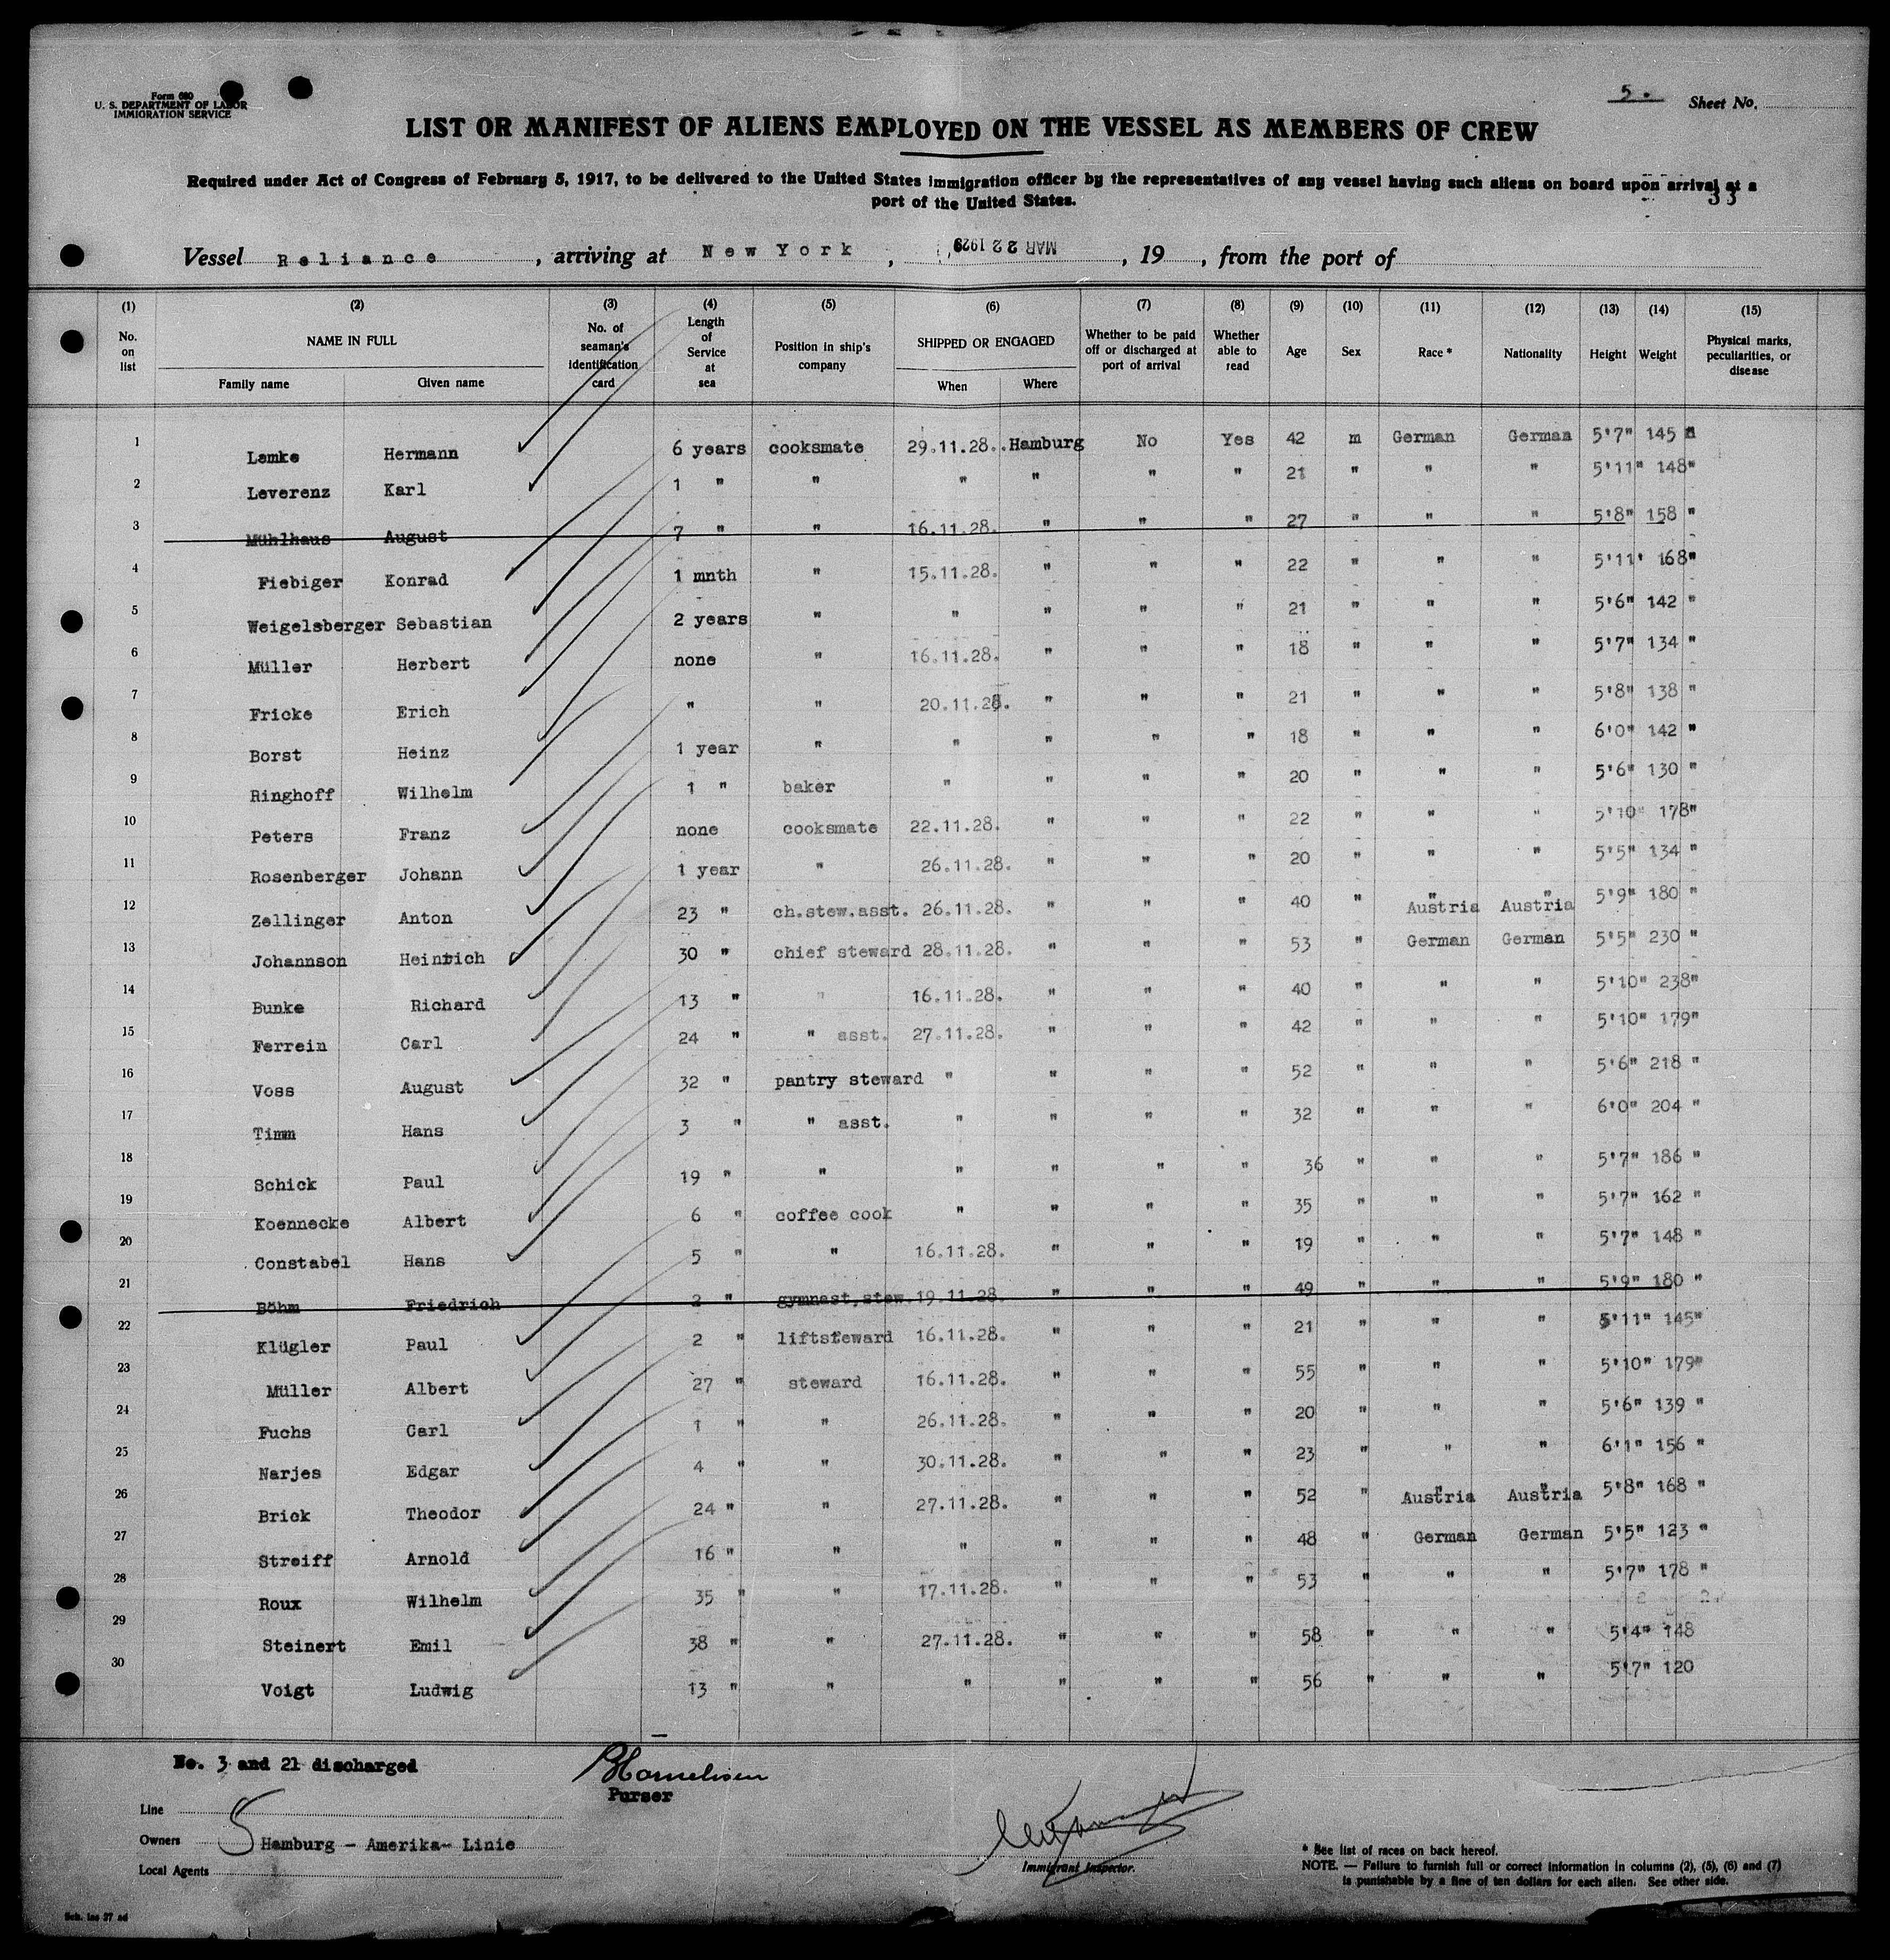 Form 680
U. S. DEPARTMENT OF LABOR
IMMIGRATION SERVICE
5. Sheet No.
LIST OR MANIFEST OF ALIENS EMPLOYED ON THE VESSEL AS MEMBERS OF CREW
Required under Act of Congress of February 5, 1917, to be delivered to the United States immigration officer by the representatives of any vessel having such aliens on board upon arrival at a
port of the United States.
33
Vessel Reliance, arriving at New York, MAR 22 1929, 19 , from the port of
(1) (2) (3) (4) (5) (6) (7) (8) (9) (10) (11) (12) (13) (14) (15)
No. on list NAME IN FULL Family name Given name No. of seaman's identification card Length of Service at sea Position in ship's company SHIPPED OR ENGAGED When Where Whether to be paid off or discharged at port of arrival Whether able to read Age Sex Race * Nationality Height Weight Physical marks, peculiarities, or disease
1 Lemke Hermann 6 years cooksmate 29.11.28. Hamburg No Yes 42 m German German 5'7" 145 "
2 Leverenz Karl 1 " " " " " " 21 " " " 5'11" 148 "
3 Mühlhaus August 7 " " 16.11.28. " " " 27 " " " 5'8" 158 "
4 Fiebiger Konrad 1 mnth " 15.11.28. " " " 22 " " " 5'11' 168 "
5 Weigelsberger Sebastian 2 years " " " " " 21 " " " 5'6" 142 "
6 Müller Herbert none " 16.11.28. " " " 18 " " " 5'7" 134 "
7 Fricke Erich " " 20.11.28. " " " 21 " " " 5'8" 138 "
8 Borst Heinz 1 year " " " " " 18 " " " 6'0" 142 "
9 Ringhoff Wilhelm 1 " baker " " " " 20 " " " 5'6" 130 "
10 Peters Franz none cooksmate 22.11.28. " " " 22 " " " 5'10" 178 "
11 Rosenberger Johann 1 year " 26.11.28. " " " 20 " " " 5'5" 134 "
12 Zellinger Anton 23 " ch.stew.asst. 26.11.28. " " " 40 " " Austria " Austria 5'9" 180 "
13 Johannson Heinrich 30 " chief steward 28.11.28. " " " 53 " German German 5'5" 230 "
14 Bunke Richard 13 " " 16.11.28. " " " 40 " " " 5'10" 238 "
15 Ferrein Carl 24 " " asst. 27.11.28. " " " 42 " " " 5'10" 179 "
16 Voss August 32 " pantry steward " " " " 52 " " " 5'6" 218 "
17 Timm Hans 3 " " asst. " " " " 32 " " " 6'0" 204 "
18 Schick Paul 19 " " " " " " 36 " " " 5'7" 186 "
19 Koennecke Albert 6 " coffee cook " " " " 35 " " " 5'7" 162 "
20 Constabel Hans 5 " " 16.11.28. " " " 19 " " " 5'7" 148 "
21 Böhm Friedrich 2 " gymnast.stew. 19.11.28. " " " 49 " " " 5'9" 180 "
22 Klügler Paul 2 " liftsteward 16.11.28. " " " 21 " " " 5'11" 145 "
23 Müller Albert 27 " steward 16.11.28. " " " 55 " " " 5'10" 179 "
24 Fuchs Carl 1 " " 26.11.28. " " " 20 " " " 5'6" 139 "
25 Narjes Edgar 4 " " 30.11.28. " " " 23 " " " 6'1" 156 "
26 Brick Theodor 24 " " 27.11.28. " " " 52 " " Austria " Austria 5'8" 168 "
27 Streiff Arnold 16 " " " " " " 48 " German German 5'5" 123 "
28 Roux Wilhelm 35 " " 17.11.28. " " " 53 " " " 5'7" 178 "
29 Steinert Emil 38 " " 27.11.28. " " " 58 " " " 5'4" 148
30 Voigt Ludwig 13 " " " " " " 56 " " " 5'7" 120
No. 3 and 21 discharged
Purser
Line
Owners Hamburg - Amerika- Linie
Local Agents
Immigrant Inspector.
* See list of races on back hereof.
NOTE. — Failure to furnish full or correct information in columns (2), (5), (6) and (7)
is punishable by a fine of ten dollars for each alien. See other side.